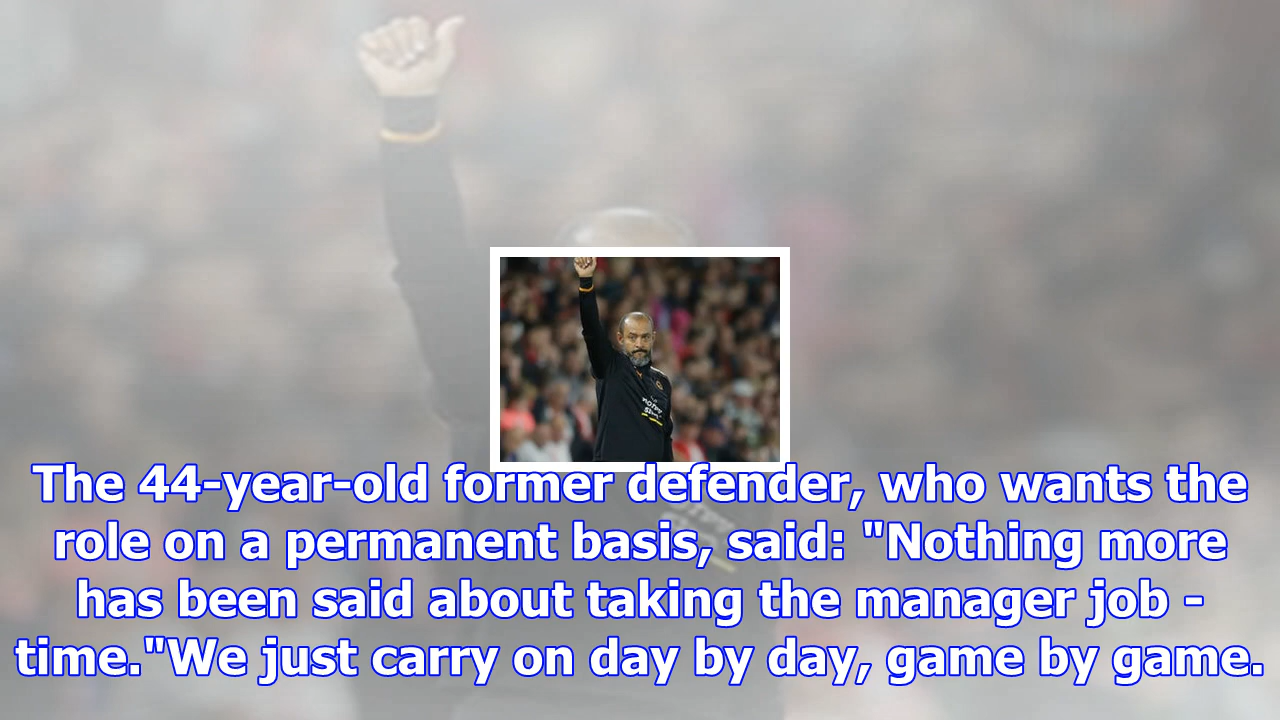 The 44-year-old former defender, who wants the
role on a permanent basis, said: "Nothing more
has been said about taking the manager job -
time."We just carry on day by day, game by game.